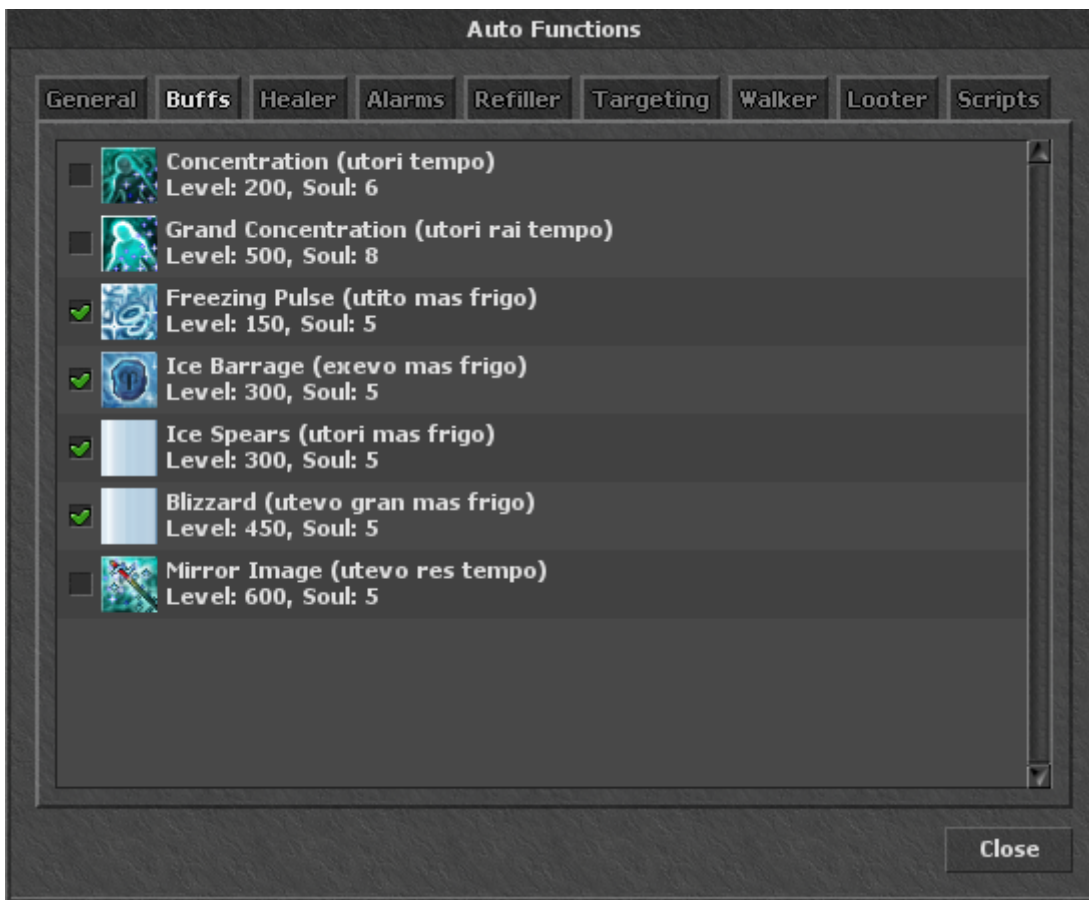 Auto Functions
General Buffs Healer Alarms Refiller Targeting Walker Looter Scripts
Concentration (utori tempo)
Level: 200, Soul: 6
Grand Concentration (utori rai tempo)
Level: 500, Soul: 8
Freezing Pulse (utito mas frigo)
Level: 150, Soul: 5
Ice Barrage (exevo mas frigo)
Level: 300, Soul: 5
Ice Spears (utori mas frigo)
Level: 300, Soul: 5
Blizzard (utevo gran mas frigo)
Level: 450, Soul: 5
Mirror Image (utevo res tempo)
Level: 600, Soul: 5
Close